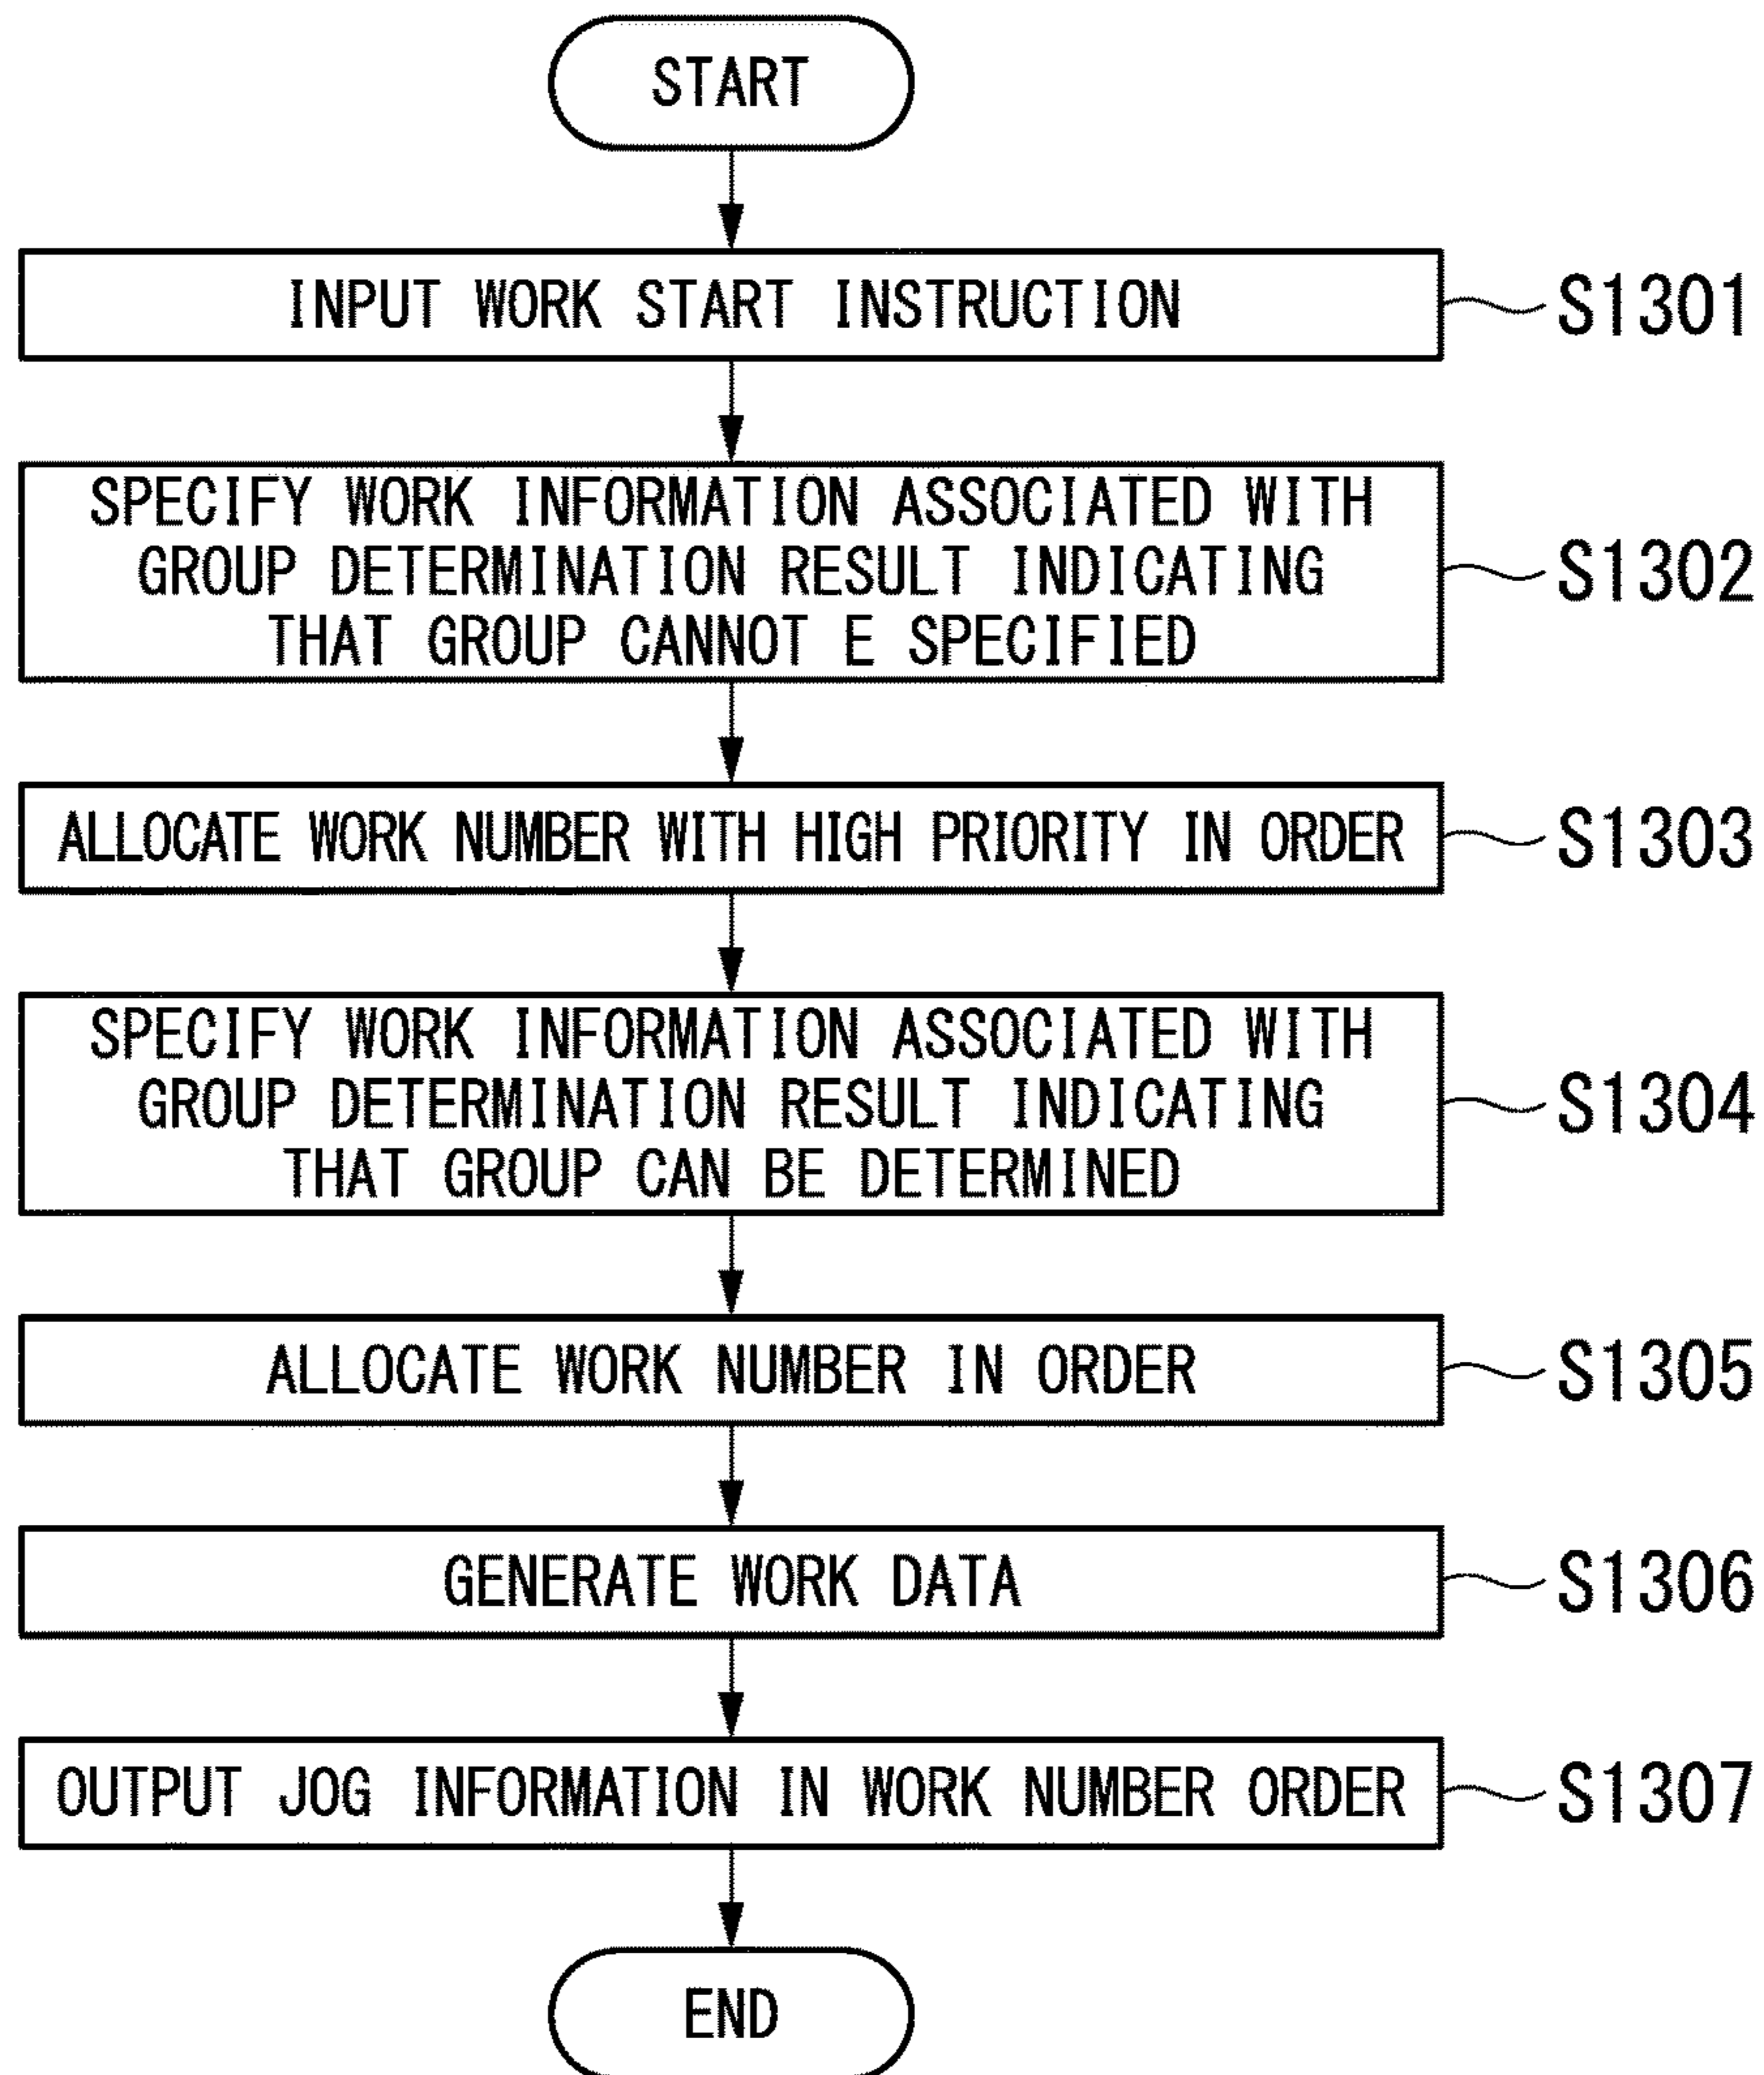 START
INPUT WORK START INSTRUCTION
S1301
SPECIFY WORK INFORMATION ASSOCIATED WITH
GROUP DETERMINATION RESULT INDICATING
THAT GROUP CANNOT E SPECIFIED
S1302
ALLOCATE WORK NUMBER WITH HIGH PRIORITY IN ORDER
S1303
SPECIFY WORK INFORMATION ASSOCIATED WITH
GROUP DETERMINATION RESULT INDICATING
THAT GROUP CAN BE DETERMINED
S1304
ALLOCATE WORK NUMBER IN ORDER
S1305
GENERATE WORK DATA
S1306
OUTPUT JOG INFORMATION IN WORK NUMBER ORDER
S1307
END